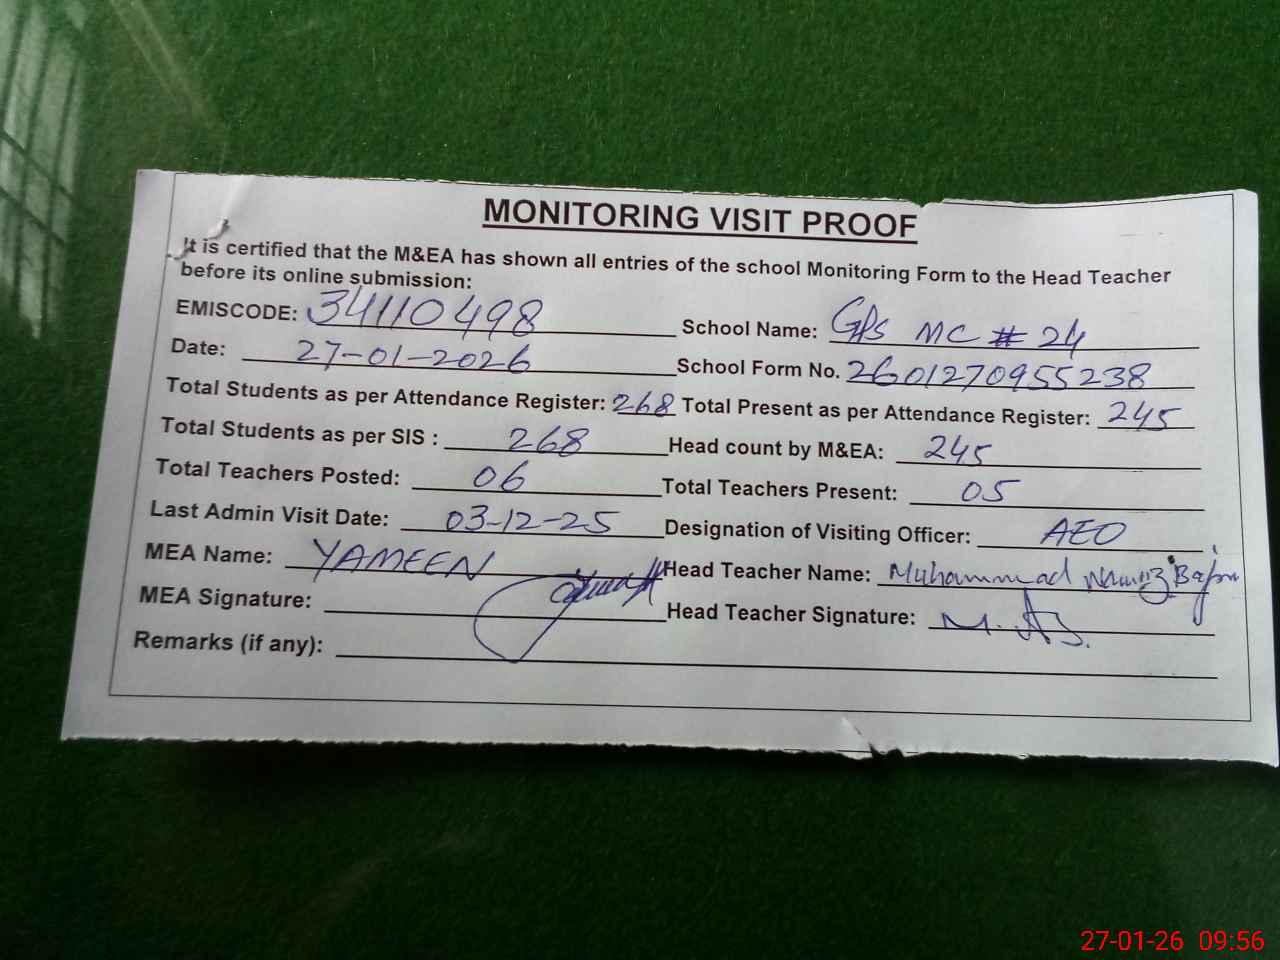 MONITORING VISIT PROOF
It is certified that the M&EA has shown all entries of the school Monitoring Form to the Head Teacher
before its online submission:
EMISCODE: 34110498 School Name: GPS MC # 24
Date: 27-01-2026 School Form No. 2601270955238
Total Students as per Attendance Register: 268 Total Present as per Attendance Register: 245
Total Students as per SIS : 268 Head count by M&EA: 245
Total Teachers Posted: 06 Total Teachers Present: 05
Last Admin Visit Date: 03-12-25 Designation of Visiting Officer: AEO
MEA Name: YAMEEN Head Teacher Name: Muhammad
MEA Signature: Head Teacher Signature:
Remarks (if any):
27-01-26 09:56